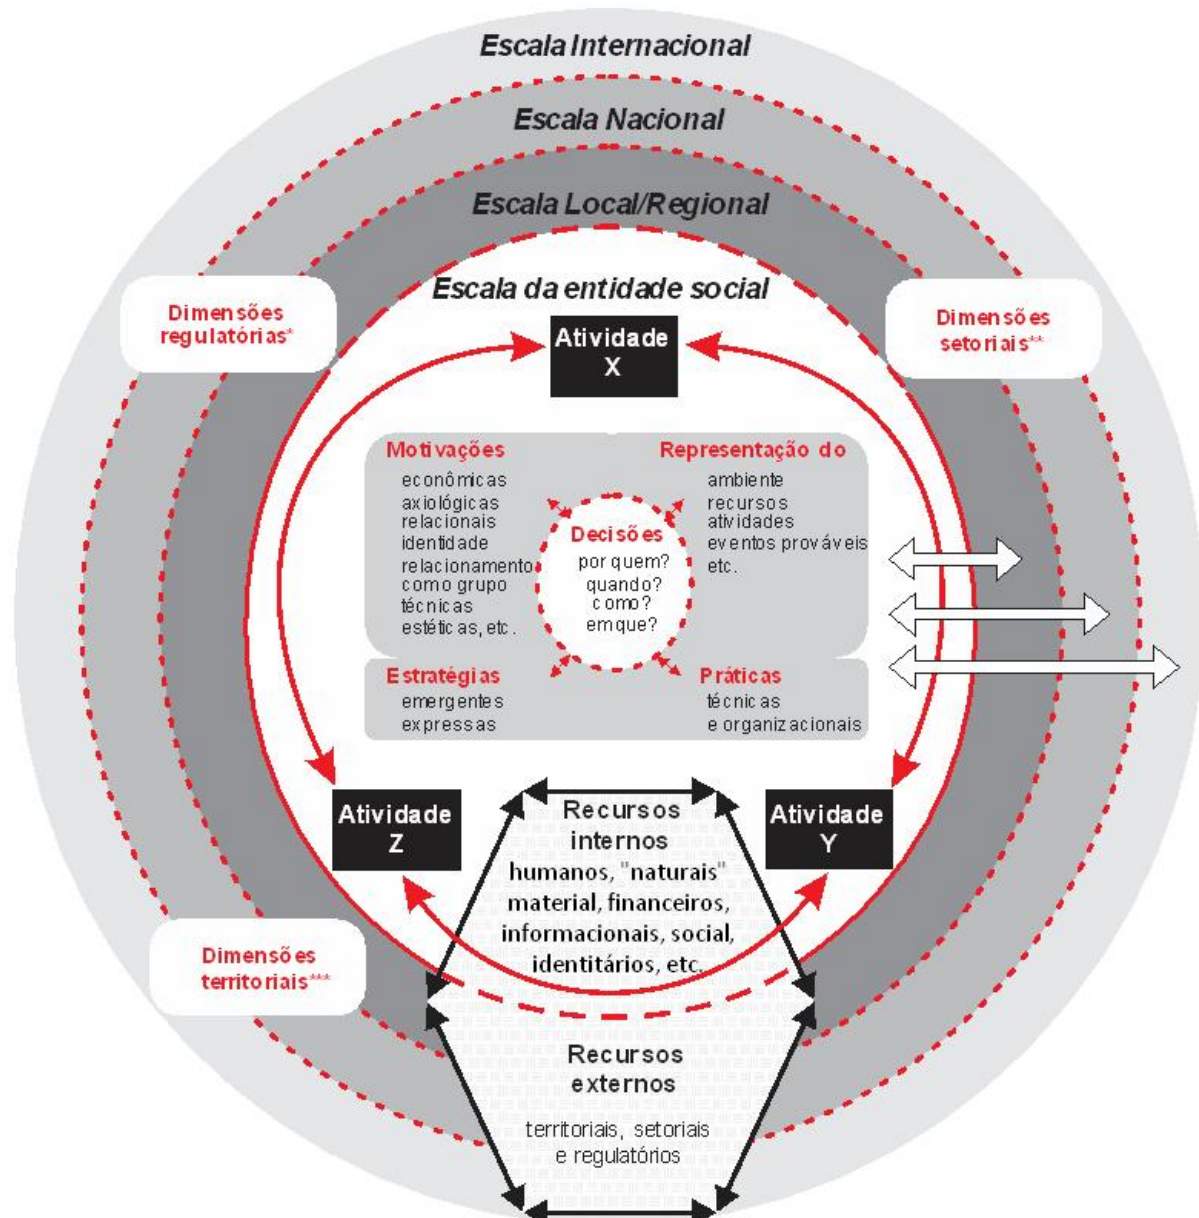 Escala Internacional
Escala Nacional
Escala Local/Regional
Escala da entidade social
Dimensões
regulatórias*
Dimensões
setoriais**
Atividade
X
Motivações
econômicas
axiológicas
relacionais
identidade
relacionamento
como grupo
técnicas
estéticas, etc.
Representação do
ambiente
recursos
atividades
eventos prováveis
etc.
Decisões
por quem?
quando?
como?
em que?
Estratégias
emergentes
expressas
Práticas
técnicas
e organizacionais
Atividade
Z
Atividade
Y
Recursos
internos
humanos, "naturais"
material, financeiros,
informacionais, social,
identitários, etc.
Dimensões
territoriais***
Recursos
externos
territoriais, setoriais
e regulatórios